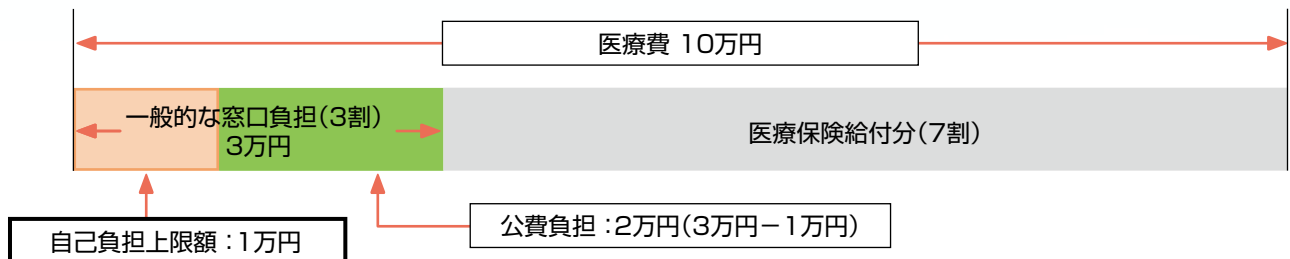 医療費 10万円
一般的な窓口負担(3割)
3万円
医療保険給付分(7割)
公費負担:2万円(3万円-1万円)
自己負担上限額:1万円